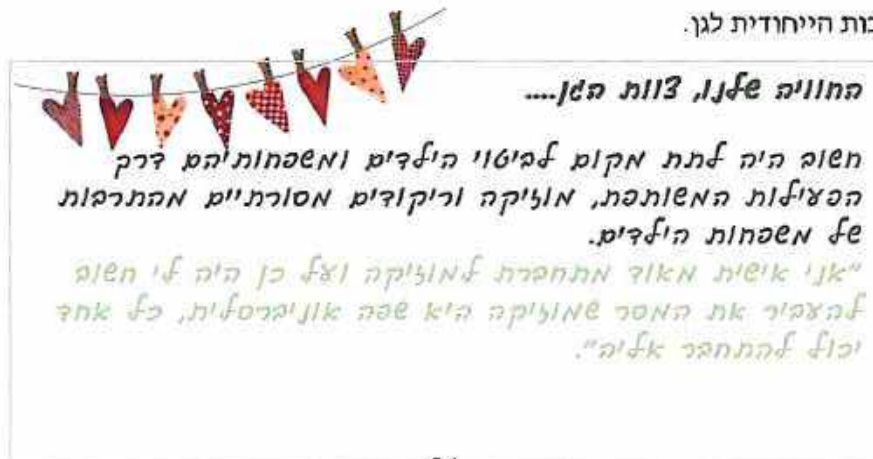 הייחודית לגן.
החוויה שלנו, צוות הגן....
חשוב היה לתת מקום לביטוי הילדים ומשפחותיהם דרך
הפעילות המשותפת, מוזיקה וריקודים מסורתיים מהתרבות
של משפחות הילדים.
"אני אישית מאוד מתחברת למוזיקה ועל כן היה לי חשוב
להעביר את המסר שמוזיקה היא שפה אוניברסלית, כל אחד
יכול להתחבר אליה".